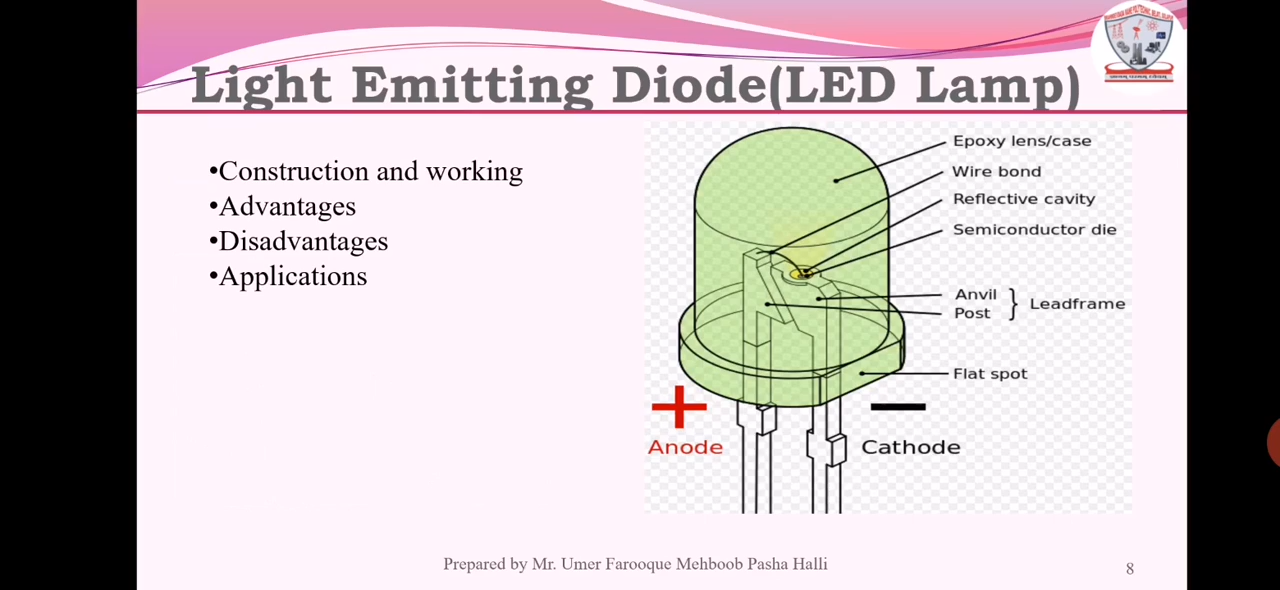 Light Emitting Diode(LED Lamp)
•Construction and working
•Advantages
•Disadvantages
•Applications
Epoxy lens/case
Wire bond
Reflective cavity
Semiconductor die
Anvil
Post
Leadframe
Flat spot
+
−
Anode
Cathode
Prepared by Mr. Umer Farooque Mehboob Pasha Halli
8